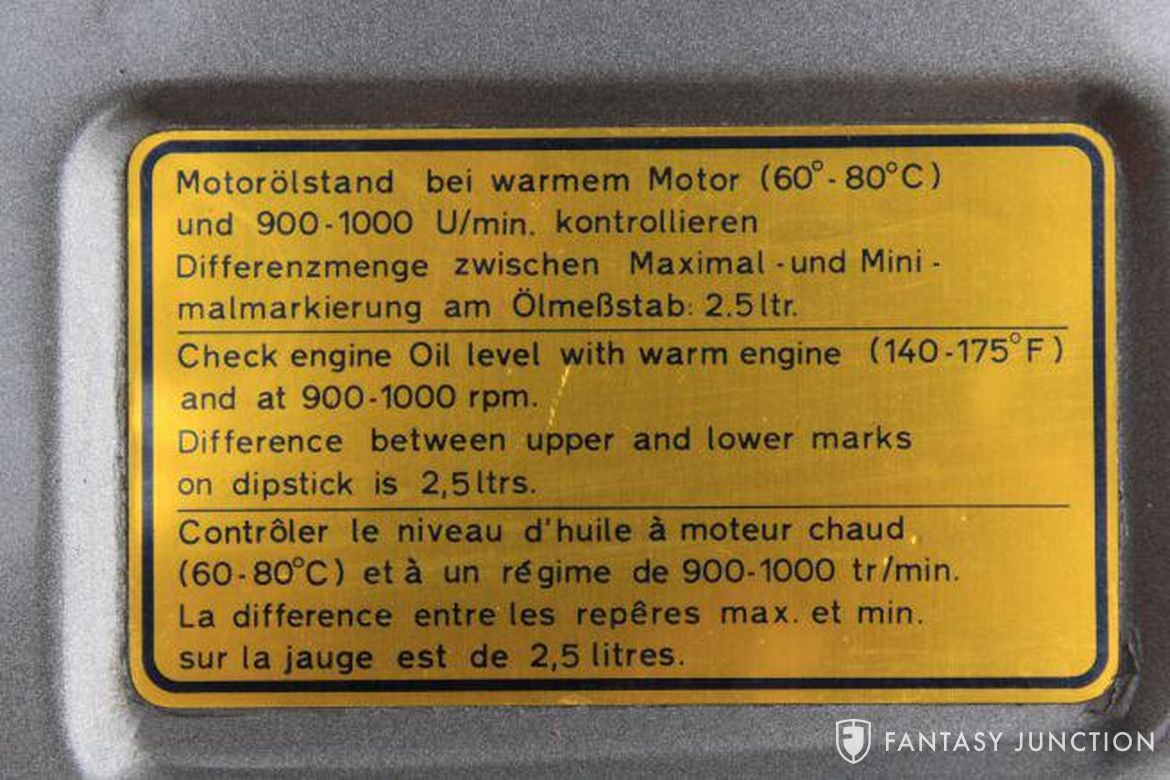 Motorölstand bei warmem Motor (60°-80°C)
und 900-1000 U/min. kontrollieren
Differenzmenge zwischen Maximal-und Mini-
malmarkierung am Ölmeßstab: 2.5 ltr.
Check engine Oil level with warm engine (140-175°F)
and at 900-1000 rpm.
Difference between upper and lower marks
on dipstick is 2,5 ltrs.
Contrôler le niveau d'huile à moteur chaud,
(60-80°C) et à un régime de 900-1000 tr/min.
La difference entre les repêres max. et min.
sur la jauge est de 2,5 litres.
FANTASY JUNCTION